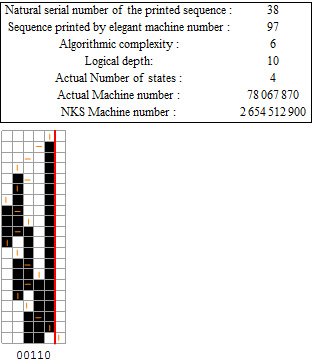 Natural serial number of the printed sequence : 38
Sequence printed by elegant machine number : 97
Algorithmic complexity : 6
Logical depth: 10
Actual Number of states : 4
Actual Machine number : 78 067 870
NKS Machine number : 2 654 512 900
00110